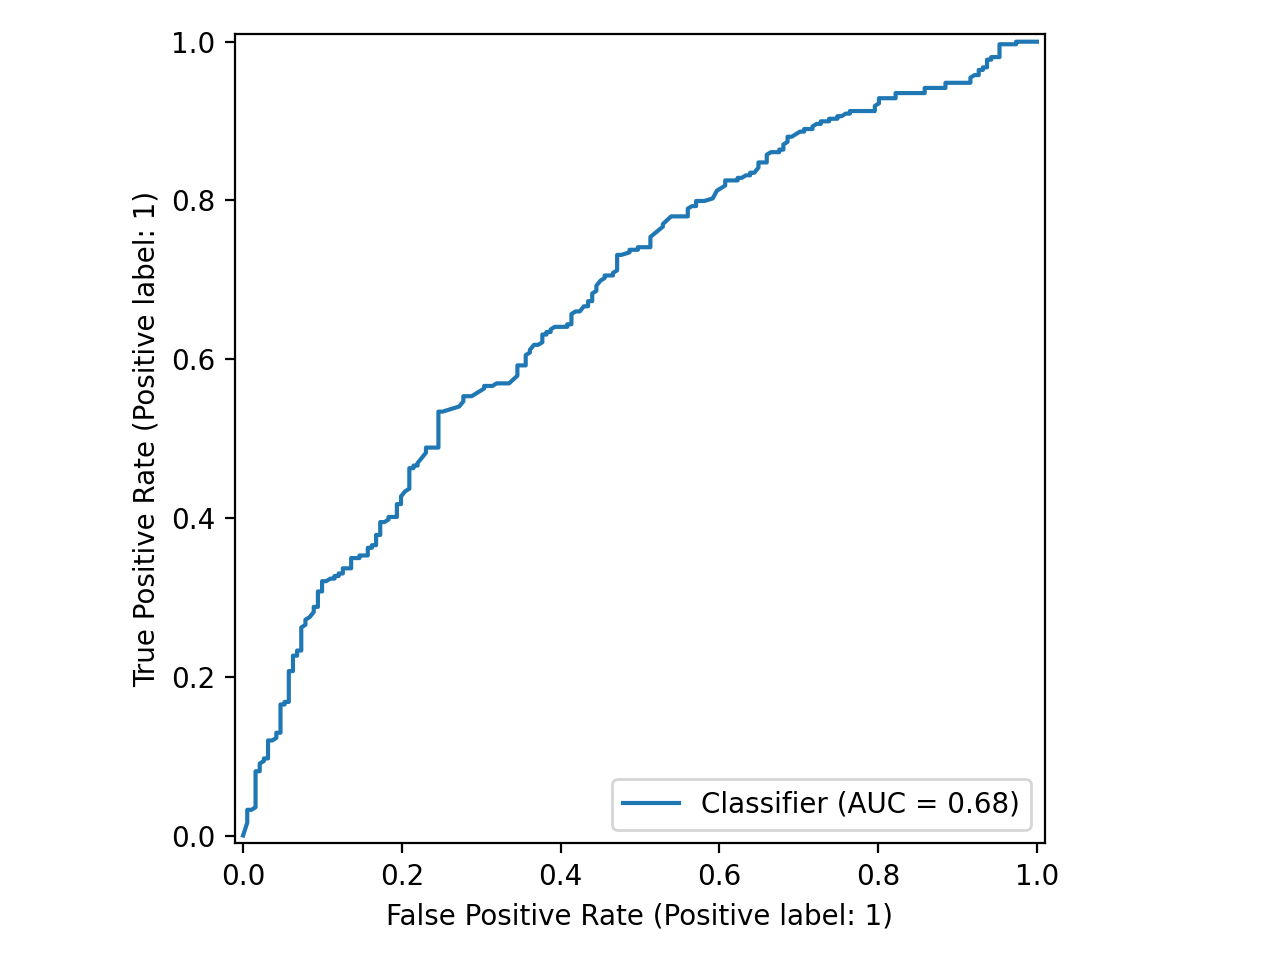 1.0
0.8
0.6
0.4
0.2
0.0
True Positive Rate (Positive label: 1)
Classifier (AUC = 0.68)
0.0 0.2 0.4 0.6 0.8 1.0
False Positive Rate (Positive label: 1)